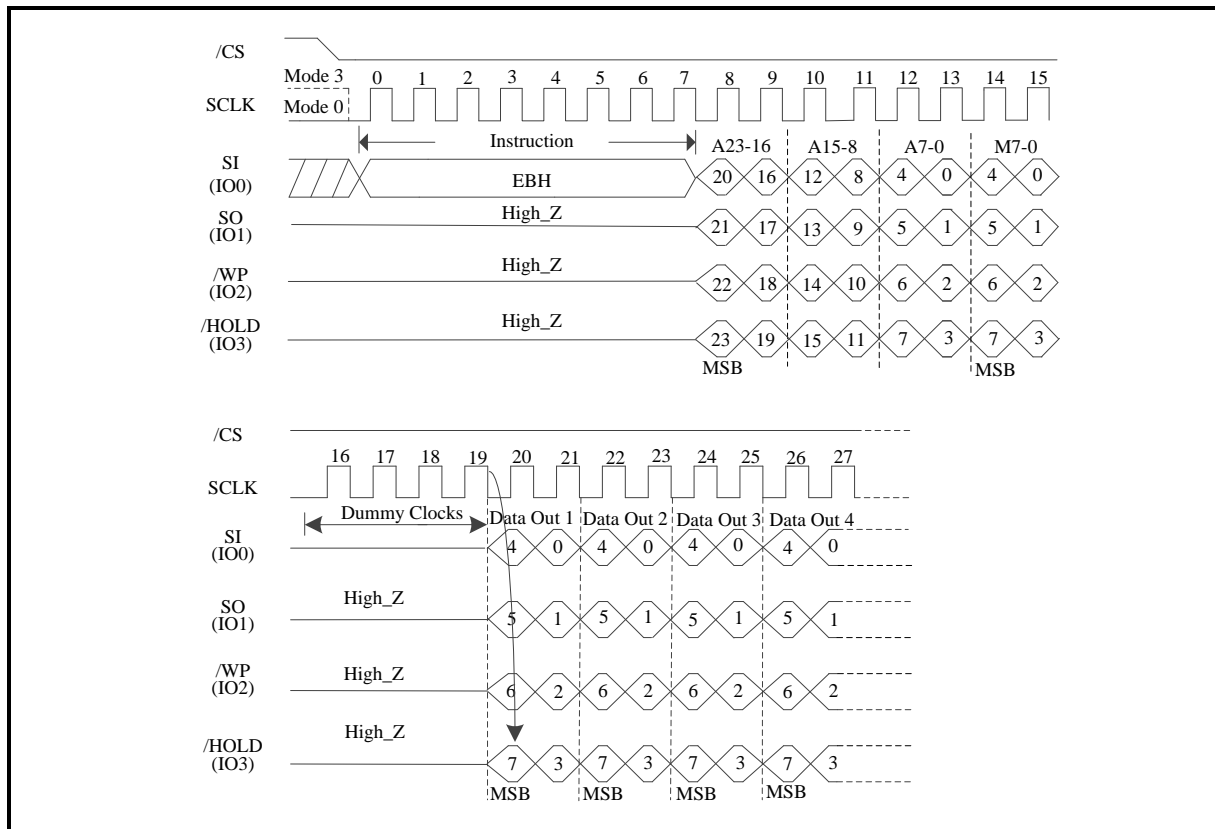 /CS
Mode 3
0 1 2 3 4 5 6 7 8 9 10 11 12 13 14 15
SCLK
Mode 0
Instruction
A23-16 A15-8 A7-0 M7-0
SI
(IO0)
EBH
20 16 12 8 4 0 4 0
High_Z
SO
(IO1)
21 17 13 9 5 1 5 1
High_Z
/WP
(IO2)
22 18 14 10 6 2 6 2
High_Z
/HOLD
(IO3)
23 19 15 11 7 3 7 3
MSB MSB
/CS
16 17 18 19 20 21 22 23 24 25 26 27
SCLK
Dummy Clocks
Data Out 1 Data Out 2 Data Out 3 Data Out 4
SI
(IO0)
4 0 4 0 4 0 4 0
High_Z
SO
(IO1)
5 1 5 1 5 1 5 1
High_Z
/WP
(IO2)
6 2 6 2 6 2 6 2
High_Z
/HOLD
(IO3)
7 3 7 3 7 3 7 3
MSB MSB MSB MSB